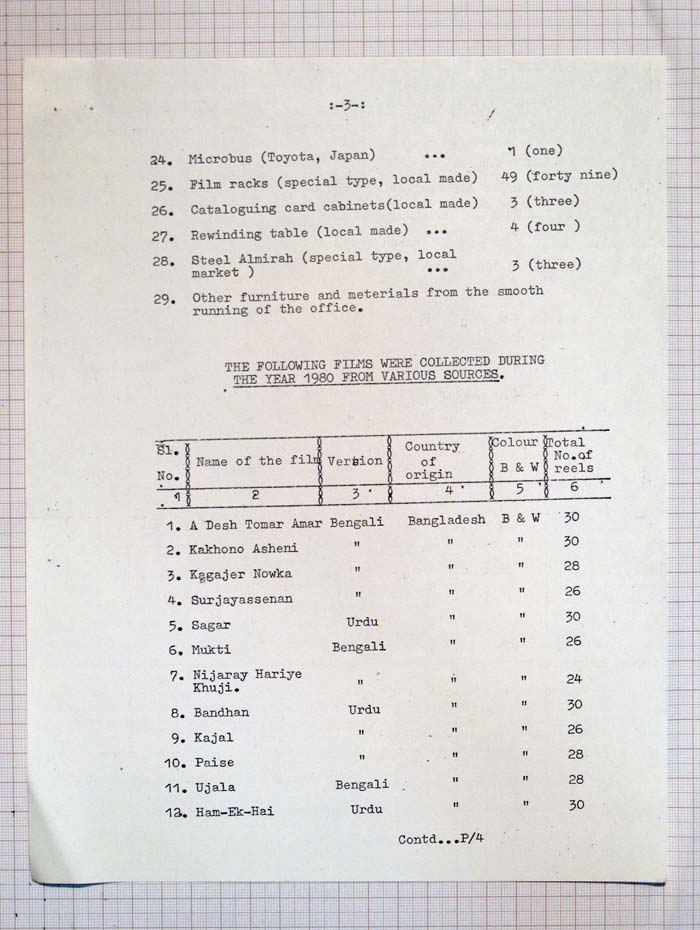 :-3-:
24. Microbus (Toyota, Japan) ... 1 (one)
25. Film racks (special type, local made) 49 (forty nine)
26. Cataloguing card cabinets(local made) 3 (three)
27. Rewinding table (local made) ... 4 (four )
28. Steel Almirah (special type, local
market ) ... 3 (three)
29. Other furniture and meterials from the smooth
running of the office.
THE FOLLOWING FILMS WERE COLLECTED DURING
THE YEAR 1980 FROM VARIOUS SOURCES.
Sl. No. Name of the film Version Country of origin Colour B & W Total No.of reels
1 2 3 4 5 6
1. A Desh Tomar Amar Bengali Bangladesh B & W 30
2. Kakhono Asheni " " " 30
3. Kagajer Nowka " " " 28
4. Surjayassenan " " " 26
5. Sagar Urdu " " 30
6. Mukti Bengali " " 26
7. Nijaray Hariye
Khuji. " " " 24
8. Bandhan Urdu " " 30
9. Kajal " " " 26
10. Paise " " " 28
11. Ujala Bengali " " 28
12. Ham-Ek-Hai Urdu " " 30
Contd...P/4